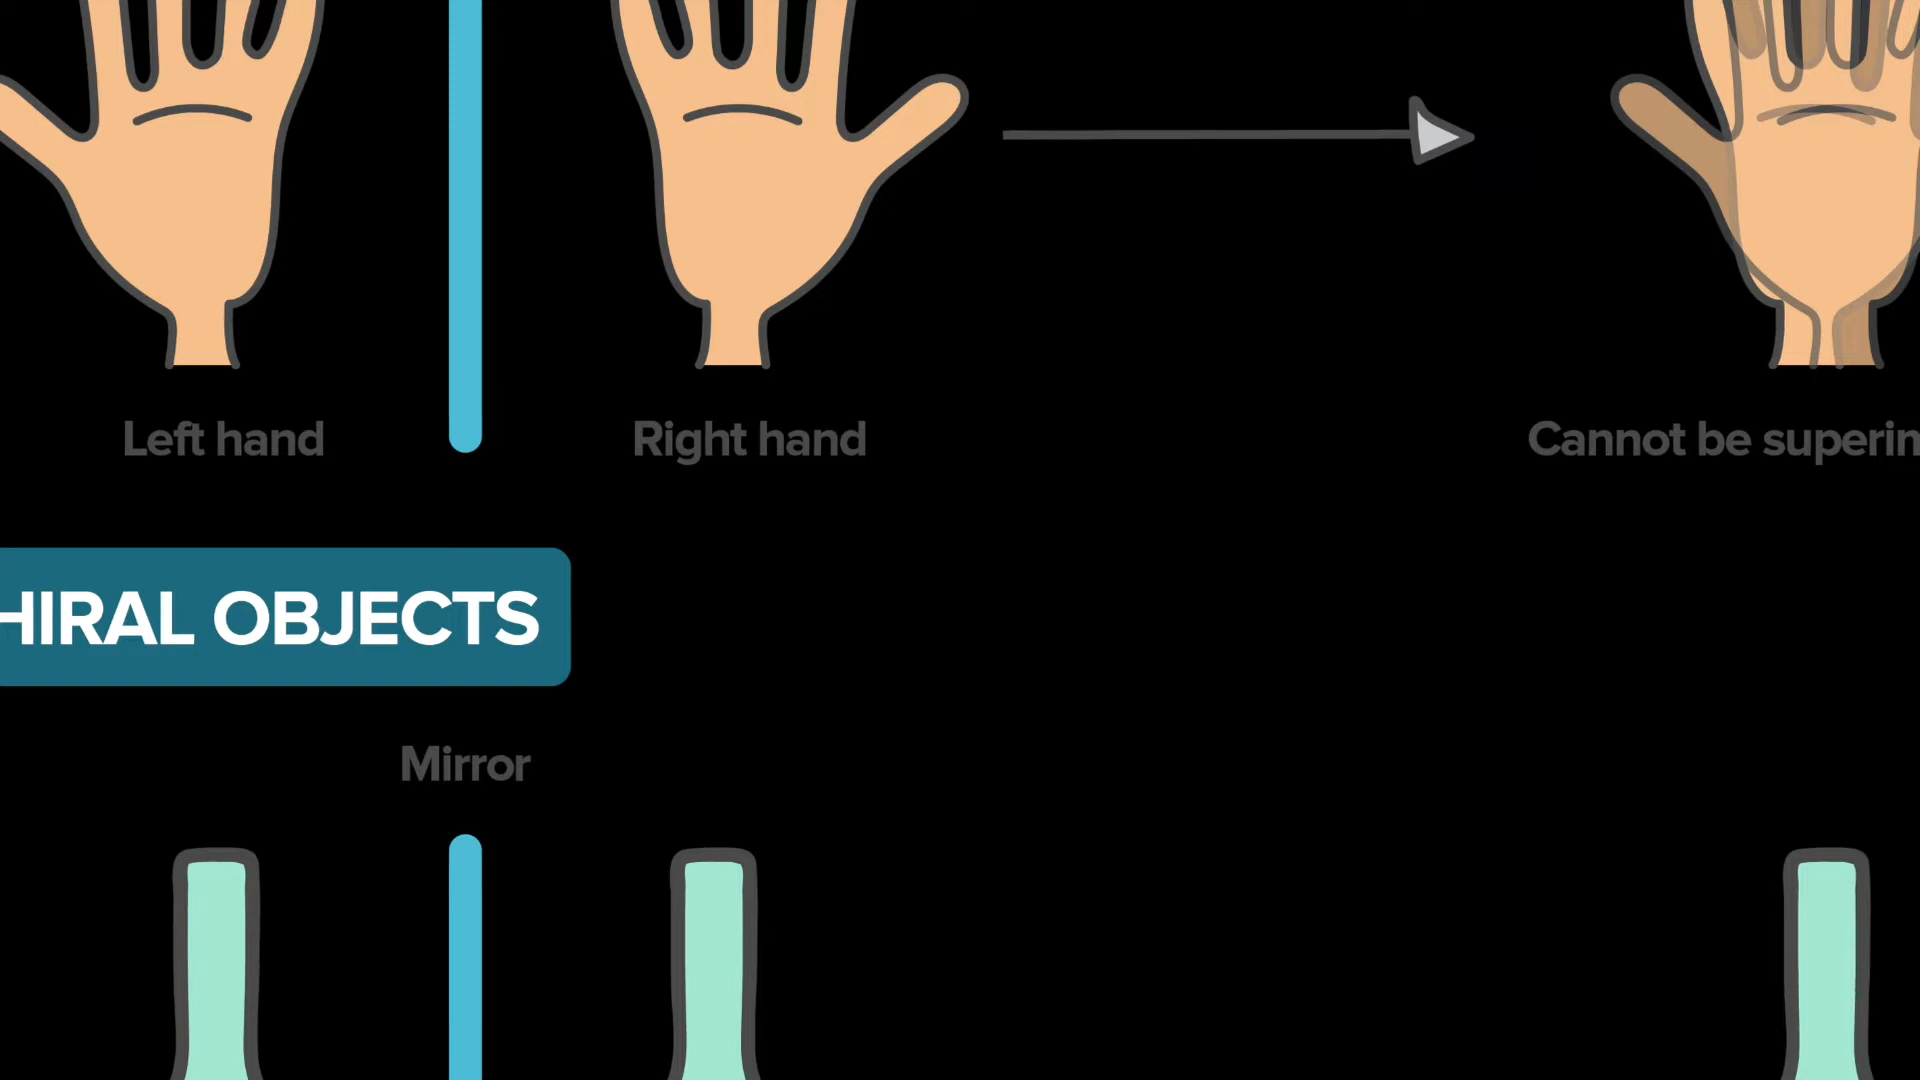 Left hand
Right hand
Cannot be superin
HIRAL OBJECTS
Mirror